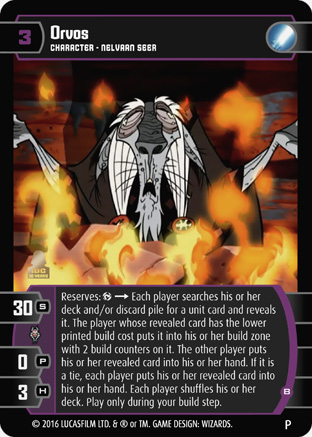 3
Orvos
CHARACTER - NELVAAN SEER
30 S
0 P
3 H
Reserves: → Each player searches his or her
deck and/or discard pile for a unit card and reveals
it. The player whose revealed card has the lower
printed build cost puts it into his or her build zone
with 2 build counters on it. The other player puts
his or her revealed card into his or her hand. If it is
a tie, each player puts his or her revealed card into
his or her hand. Each player shuffles his or her
deck. Play only during your build step.
B
© 2016 LUCASFILM LTD. & ® or TM. GAME DESIGN: WIZARDS.
P